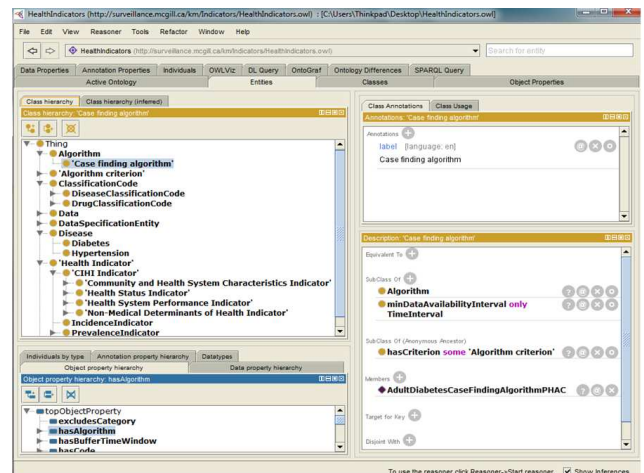 HealthIndicators (http://surveillance.mcgill.ca/km/Indicators/HealthIndicators.owl) : [C:\Users\Thinkpad\Desktop\HealthIndicators.owl]
File Edit View Reasoner Tools Refactor Window Help
HealthIndicators (http://surveillance.mcgill.ca/km/Indicators/HealthIndicators.owl)
Search for entity
Data Properties Annotation Properties Individuals OWLViz DL Query OntoGraf Ontology Differences SPARQL Query
Active Ontology Entities Classes Object Properties
Class hierarchy Class hierarchy (inferred)
Class hierarchy: 'Case finding algorithm'
Thing
Algorithm
'Case finding algorithm'
'Algorithm criterion'
ClassificationCode
DiseaseClassificationCode
DrugClassificationCode
Data
DataSpecificationEntity
Disease
Diabetes
Hypertension
'Health Indicator'
'CIHI Indicator'
'Community and Health System Characteristics Indicator'
'Health Status Indicator'
'Health System Performance Indicator'
'Non-Medical Determinants of Health Indicator'
IncidenceIndicator
PrevalenceIndicator
Individuals by type Annotation property hierarchy Datatypes
Object property hierarchy Data property hierarchy
Object property hierarchy: hasAlgorithm
topObjectProperty
excludesCategory
hasAlgorithm
hasBufferTimeWindow
hasCode
Class Annotations Class Usage
Annotations: 'Case finding algorithm'
Annotations
label [language: en]
Case finding algorithm
Description: 'Case finding algorithm'
Equivalent To
SubClass Of
Algorithm
minDataAvailabilityInterval only
TimeInterval
SubClass Of (Anonymous Ancestor)
hasCriterion some 'Algorithm criterion'
Members
AdultDiabetesCaseFindingAlgorithmPHAC
Target for Key
Disjoint With
To use the reasoner click Reasoner->Start reasoner Show Inferences